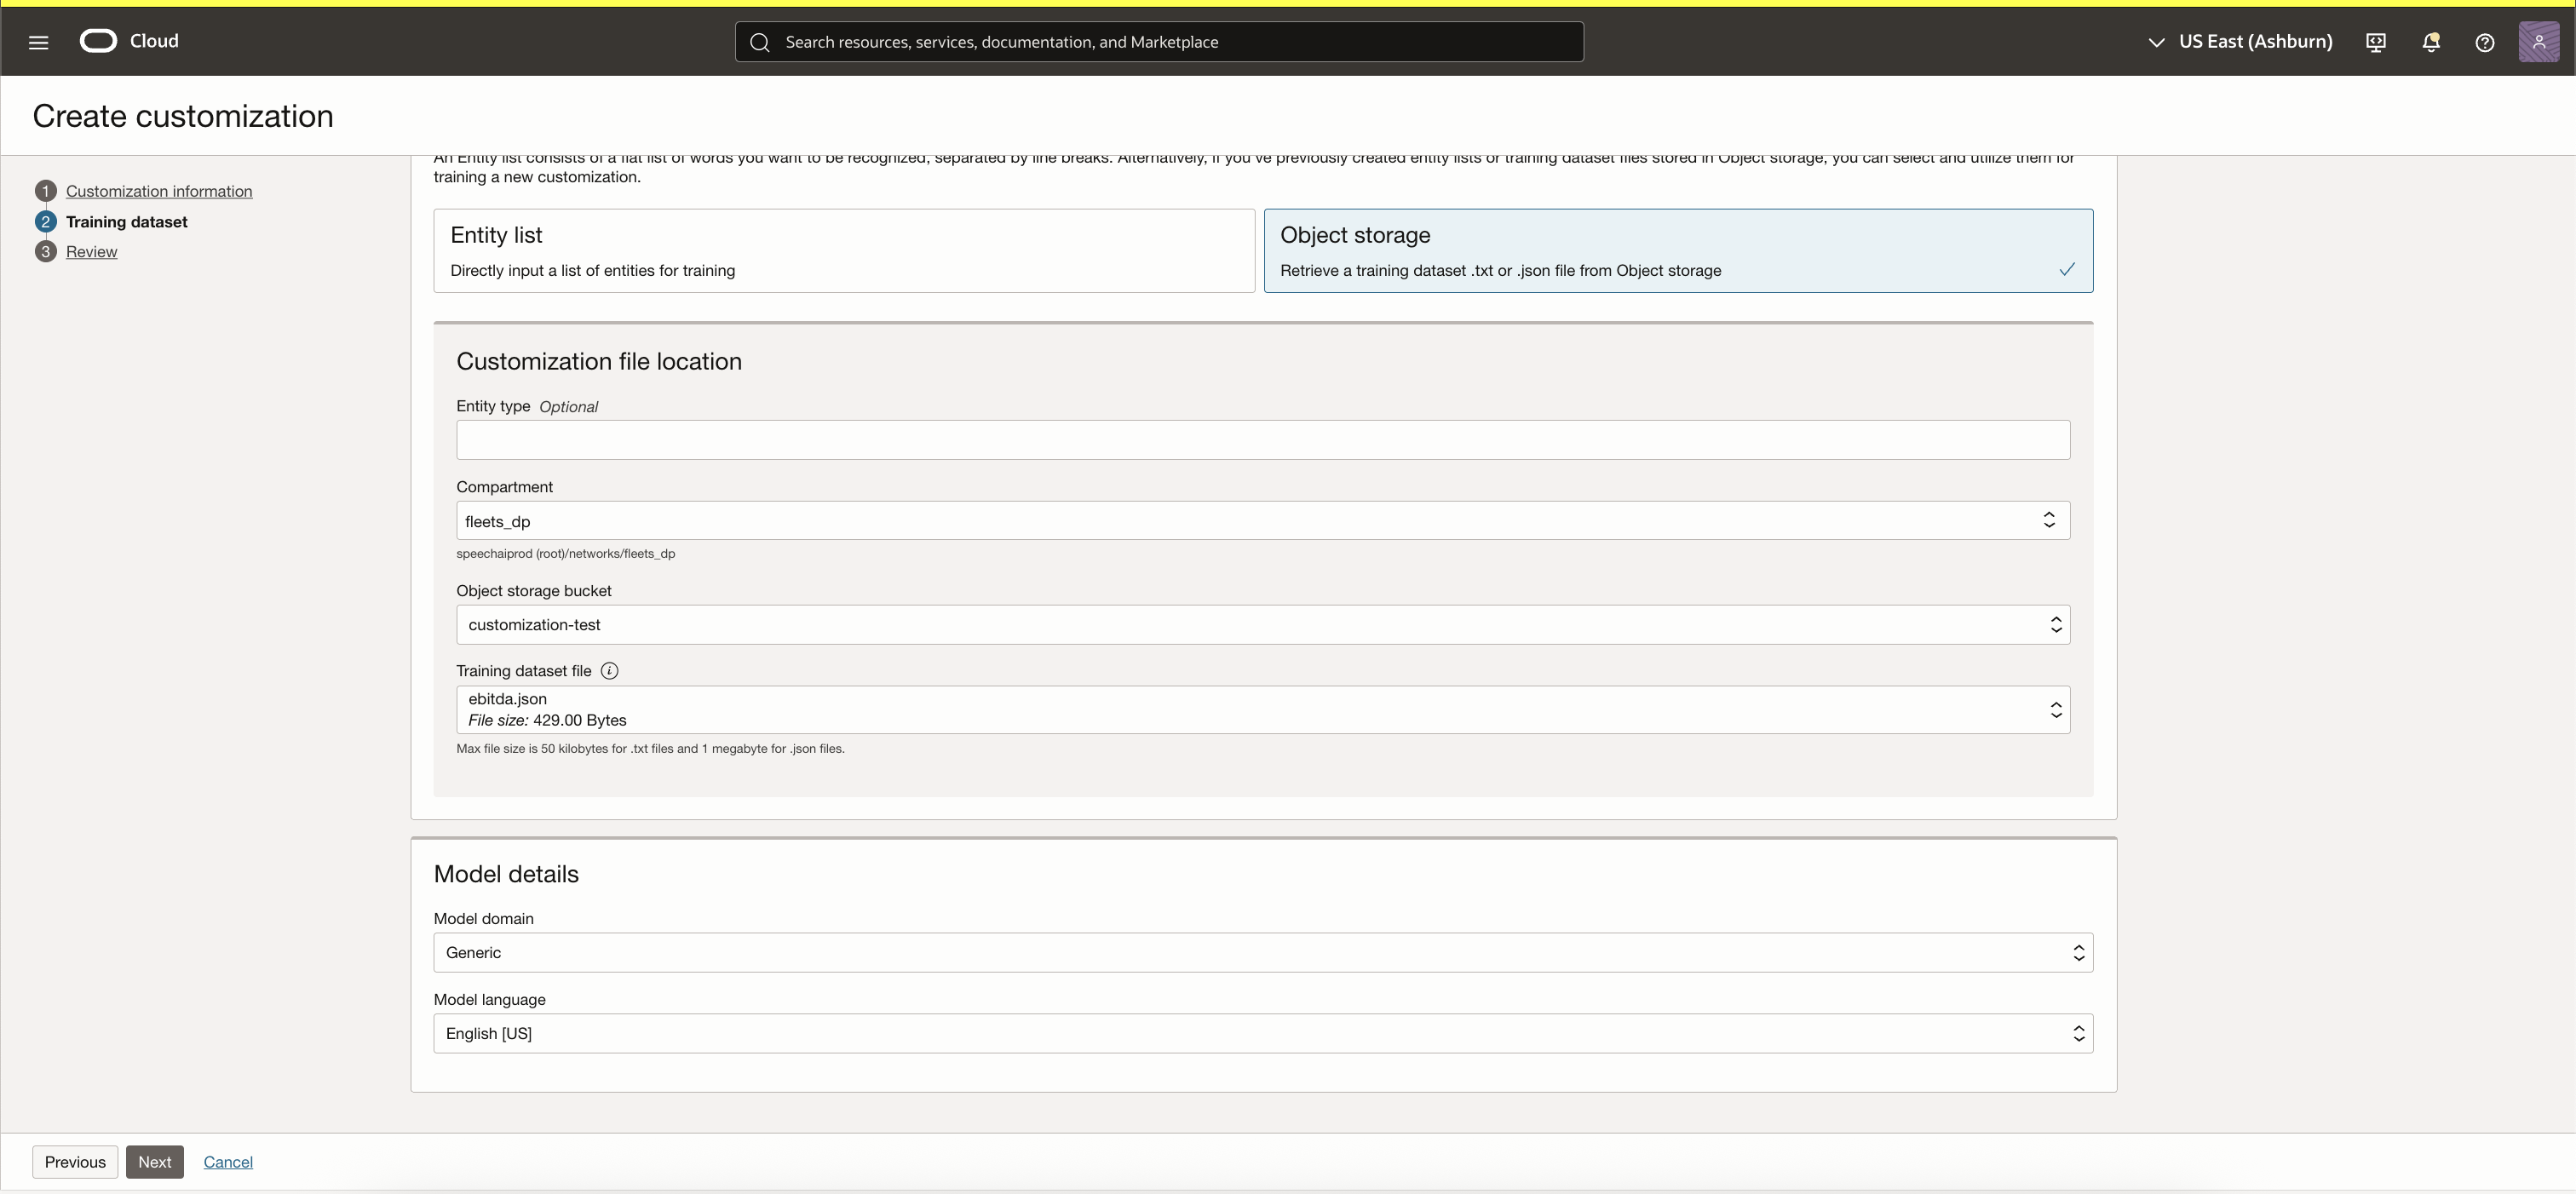 Cloud
Search resources, services, documentation, and Marketplace
US East (Ashburn)
Create customization
1 Customization information
2 Training dataset
3 Review
An Entity list consists of a flat list of words you want to be recognized, separated by line breaks. Alternatively, if you've previously created entity lists or training dataset files stored in Object storage, you can select and utilize them for
training a new customization.
Entity list
Directly input a list of entities for training
Object storage
Retrieve a training dataset .txt or .json file from Object storage
Customization file location
Entity type Optional
Compartment
fleets_dp
speechaiprod (root)/networks/fleets_dp
Object storage bucket
customization-test
Training dataset file
ebitda.json
File size: 429.00 Bytes
Max file size is 50 kilobytes for .txt files and 1 megabyte for .json files.
Model details
Model domain
Generic
Model language
English [US]
Previous Next Cancel